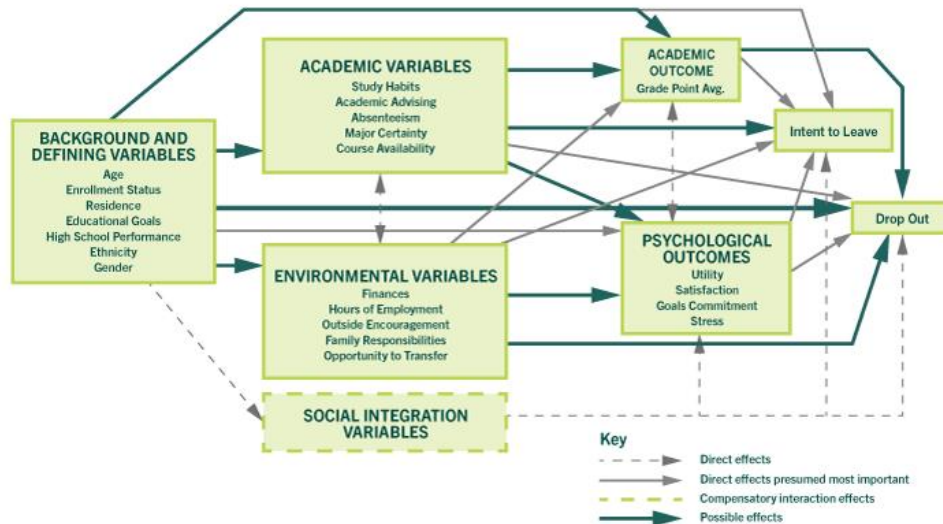 BACKGROUND AND
DEFINING VARIABLES
Age
Enrollment Status
Residence
Educational Goals
High School Performance
Ethnicity
Gender
ACADEMIC VARIABLES
Study Habits
Academic Advising
Absenteeism
Major Certainty
Course Availability
ENVIRONMENTAL VARIABLES
Finances
Hours of Employment
Outside Encouragement
Family Responsibilities
Opportunity to Transfer
SOCIAL INTEGRATION
VARIABLES
ACADEMIC
OUTCOME
Grade Point Avg.
PSYCHOLOGICAL
OUTCOMES
Utility
Satisfaction
Goals Commitment
Stress
Intent to Leave
Drop Out
Key
Direct effects
Direct effects presumed most important
Compensatory interaction effects
Possible effects